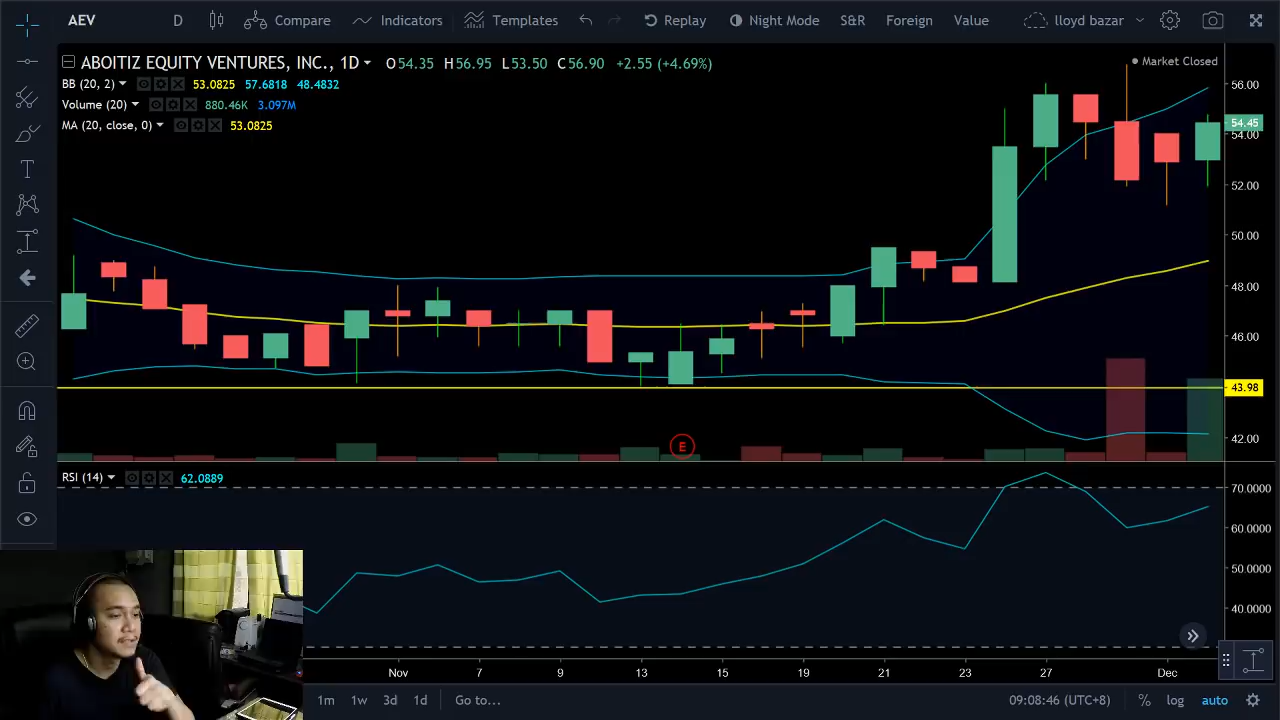 AEV D Compare Indicators Templates Replay Night Mode S&R Foreign Value lloyd bazar
ABOITIZ EQUITY VENTURES, INC., 1D O54.35 H56.95 L53.50 C56.90 +2.55 (+4.69%)
Market Closed
BB (20, 2) 53.0825 57.6818 48.4832
Volume (20) 880.46K 3.097M
MA (20, close, 0) 53.0825
56.00
54.45
54.00
52.00
50.00
48.00
46.00
43.98
42.00
E
RSI (14) 62.0889
70.0000
60.0000
50.0000
40.0000
Nov 7 9 13 15 19 21 23 27 Dec
1m 1w 3d 1d Go to... 09:08:46 (UTC+8) % log auto